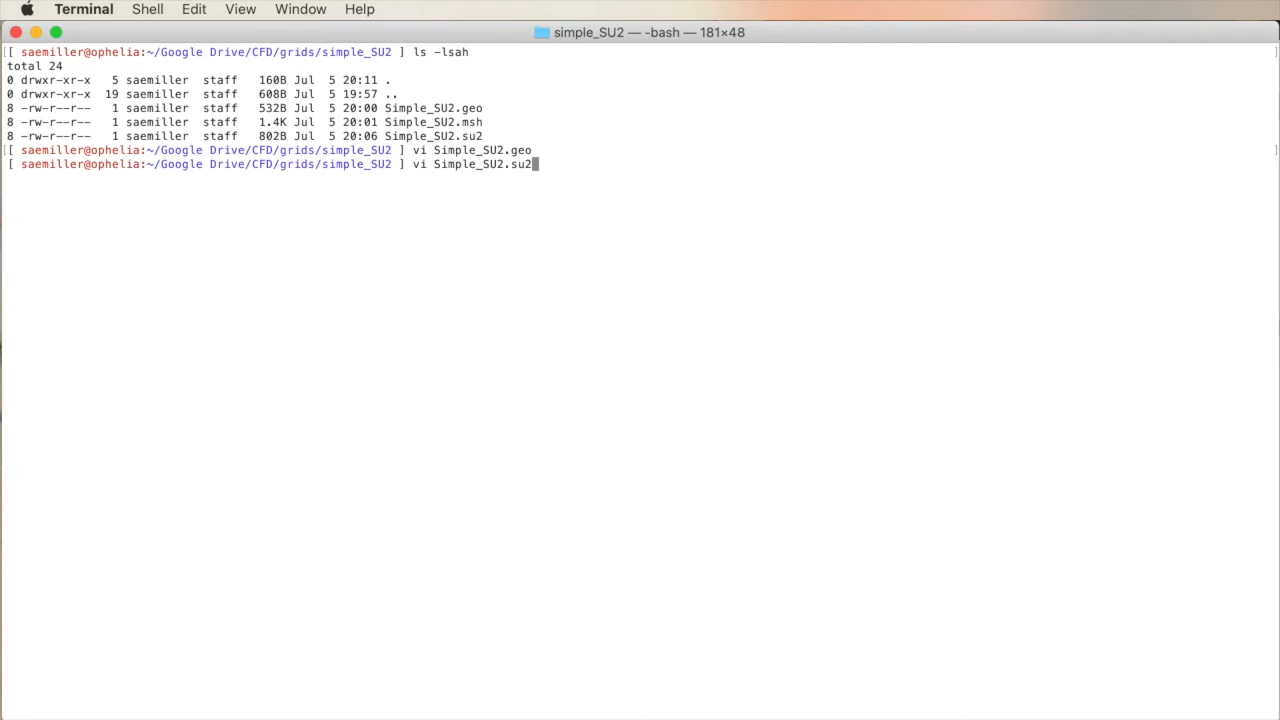 Terminal Shell Edit View Window Help
simple_SU2 — -bash — 181×48
[[ saemiller@ophelia:~/Google Drive/CFD/grids/simple_SU2 ] ls -lsah ]
total 24
0 drwxr-xr-x 5 saemiller staff 160B Jul 5 20:11 .
0 drwxr-xr-x 19 saemiller staff 608B Jul 5 19:57 ..
8 -rw-r--r-- 1 saemiller staff 532B Jul 5 20:00 Simple_SU2.geo
8 -rw-r--r-- 1 saemiller staff 1.4K Jul 5 20:01 Simple_SU2.msh
8 -rw-r--r-- 1 saemiller staff 802B Jul 5 20:06 Simple_SU2.su2
[[ saemiller@ophelia:~/Google Drive/CFD/grids/simple_SU2 ] vi Simple_SU2.geo ]
[ saemiller@ophelia:~/Google Drive/CFD/grids/simple_SU2 ] vi Simple_SU2.su2